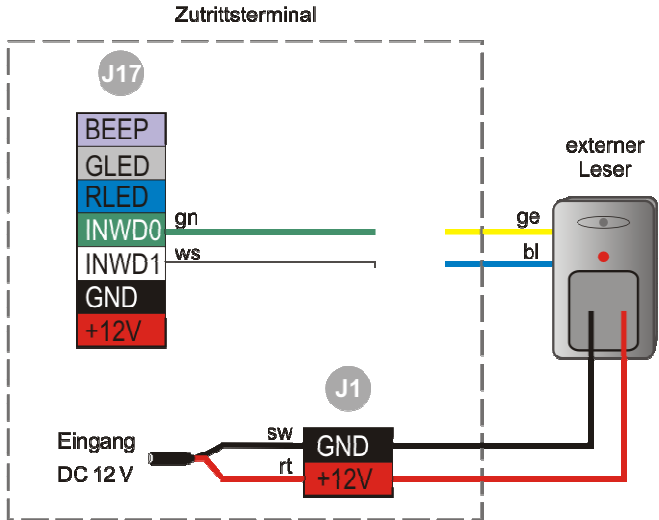 Zutrittsterminal
J17
BEEP
GLED
RLED
INWD0 gn
INWD1 ws
GND
+12V
ge
bl
externer
Leser
J1
Eingang
DC 12 V
sw GND
rt +12V